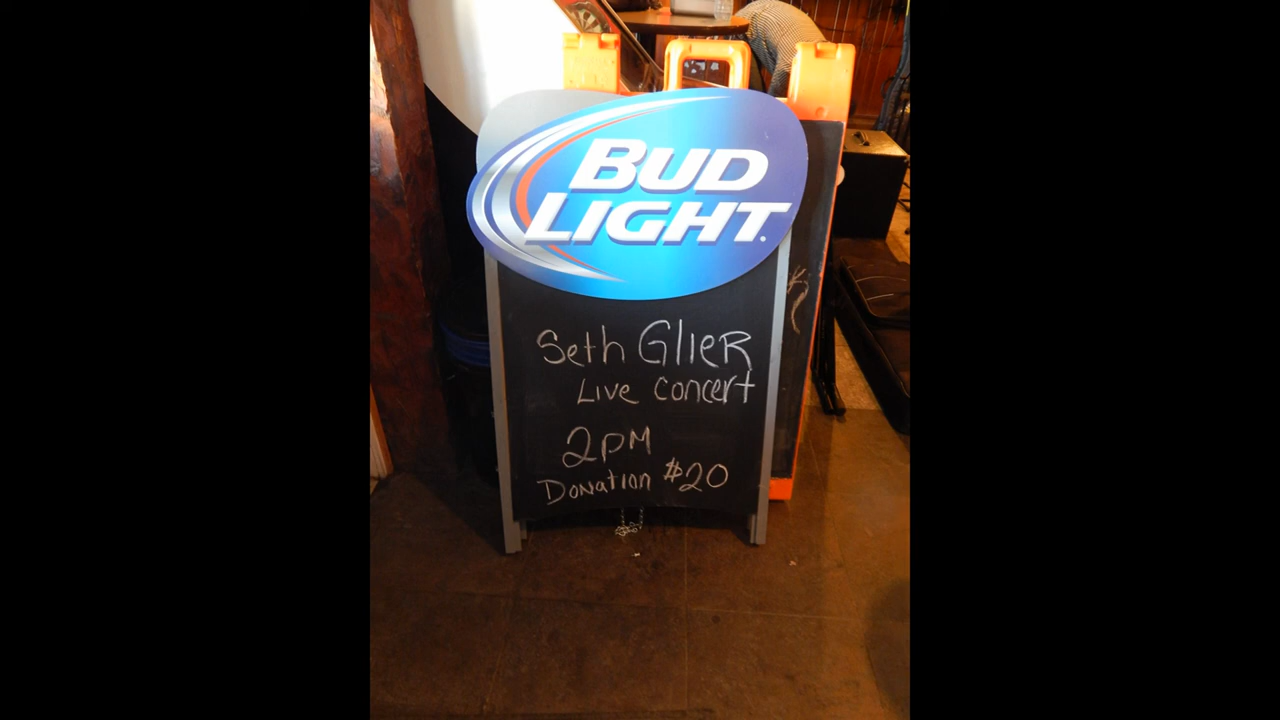 BUD
LIGHT
Seth GlieR
Live concert
2PM
DoNation $20